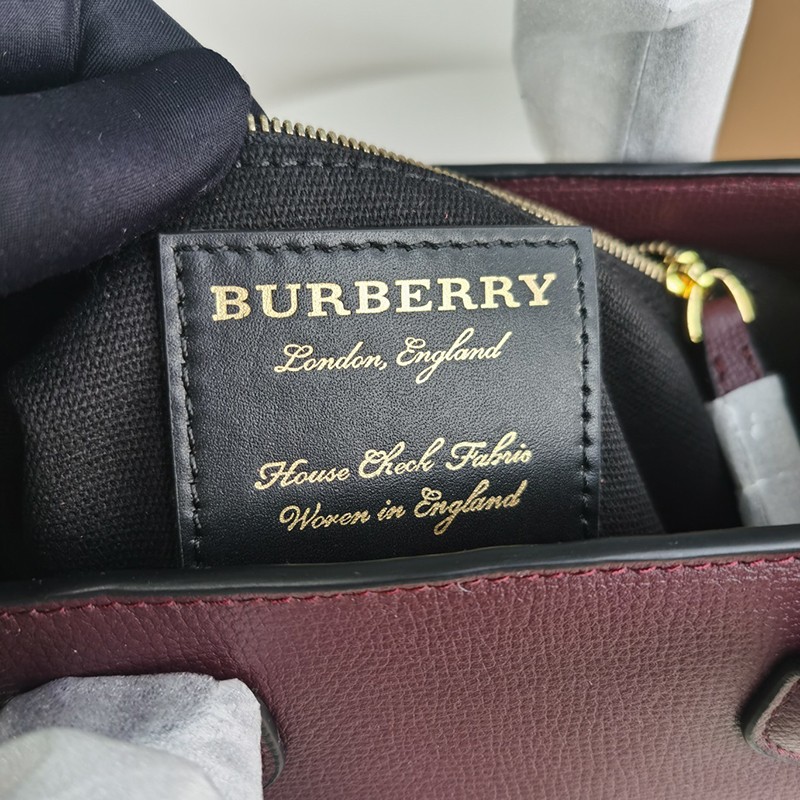 BURBERRY
London, England
House Check Fabric
Woven in England